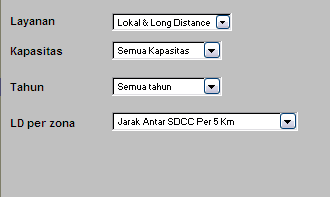 Layanan Lokal & Long Distance
Kapasitas Semua Kapasitas
Tahun Semua tahun
LD per zona Jarak Antar SDCC Per 5 Km